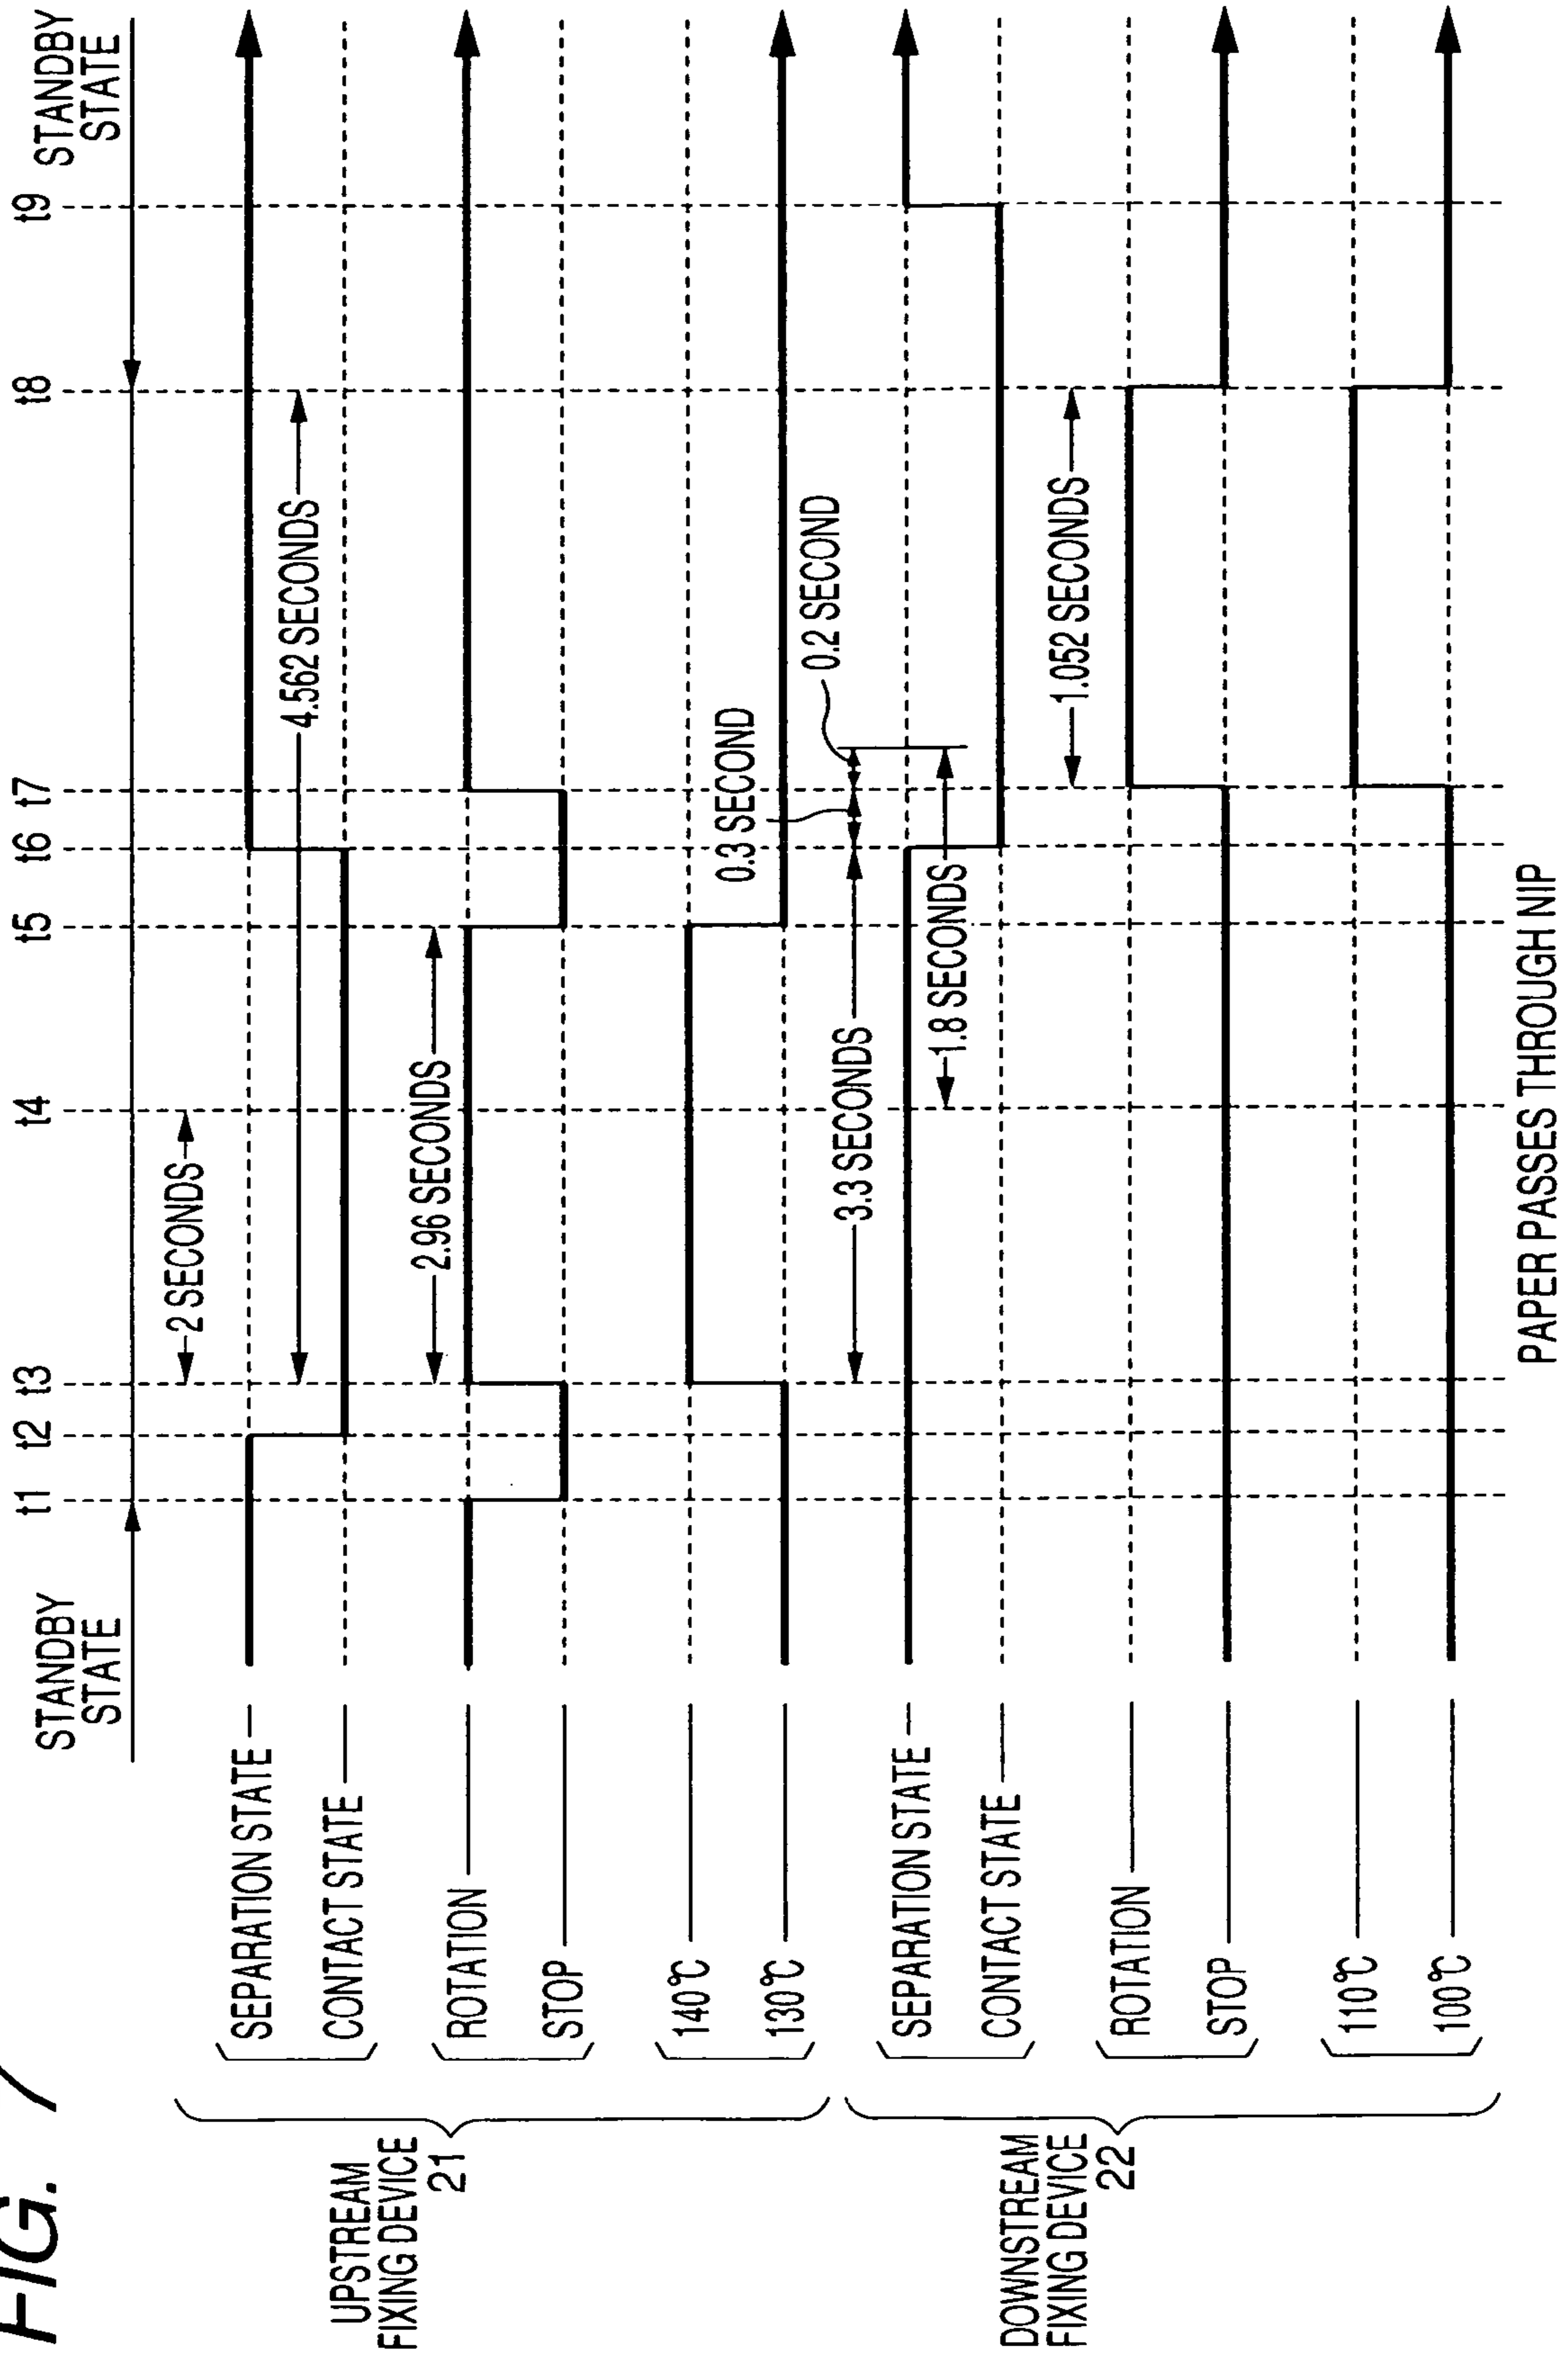 FIG. 7
STANDBY
STATE
t1
t2
t3
t4
t5
t6
t7
t8
t9
STANDBY
STATE
UPSTREAM
FIXING DEVICE
21
SEPARATION STATE
CONTACT STATE
2 SECONDS
4.562 SECONDS
ROTATION
STOP
2.96 SECONDS
140°C
130°C
0.3 SECOND
0.2 SECOND
DOWNSTREAM
FIXING DEVICE
22
3.3 SECONDS
SEPARATION STATE
CONTACT STATE
1.8 SECONDS
1.052 SECONDS
ROTATION
STOP
110°C
100°C
PAPER PASSES THROUGH NIP